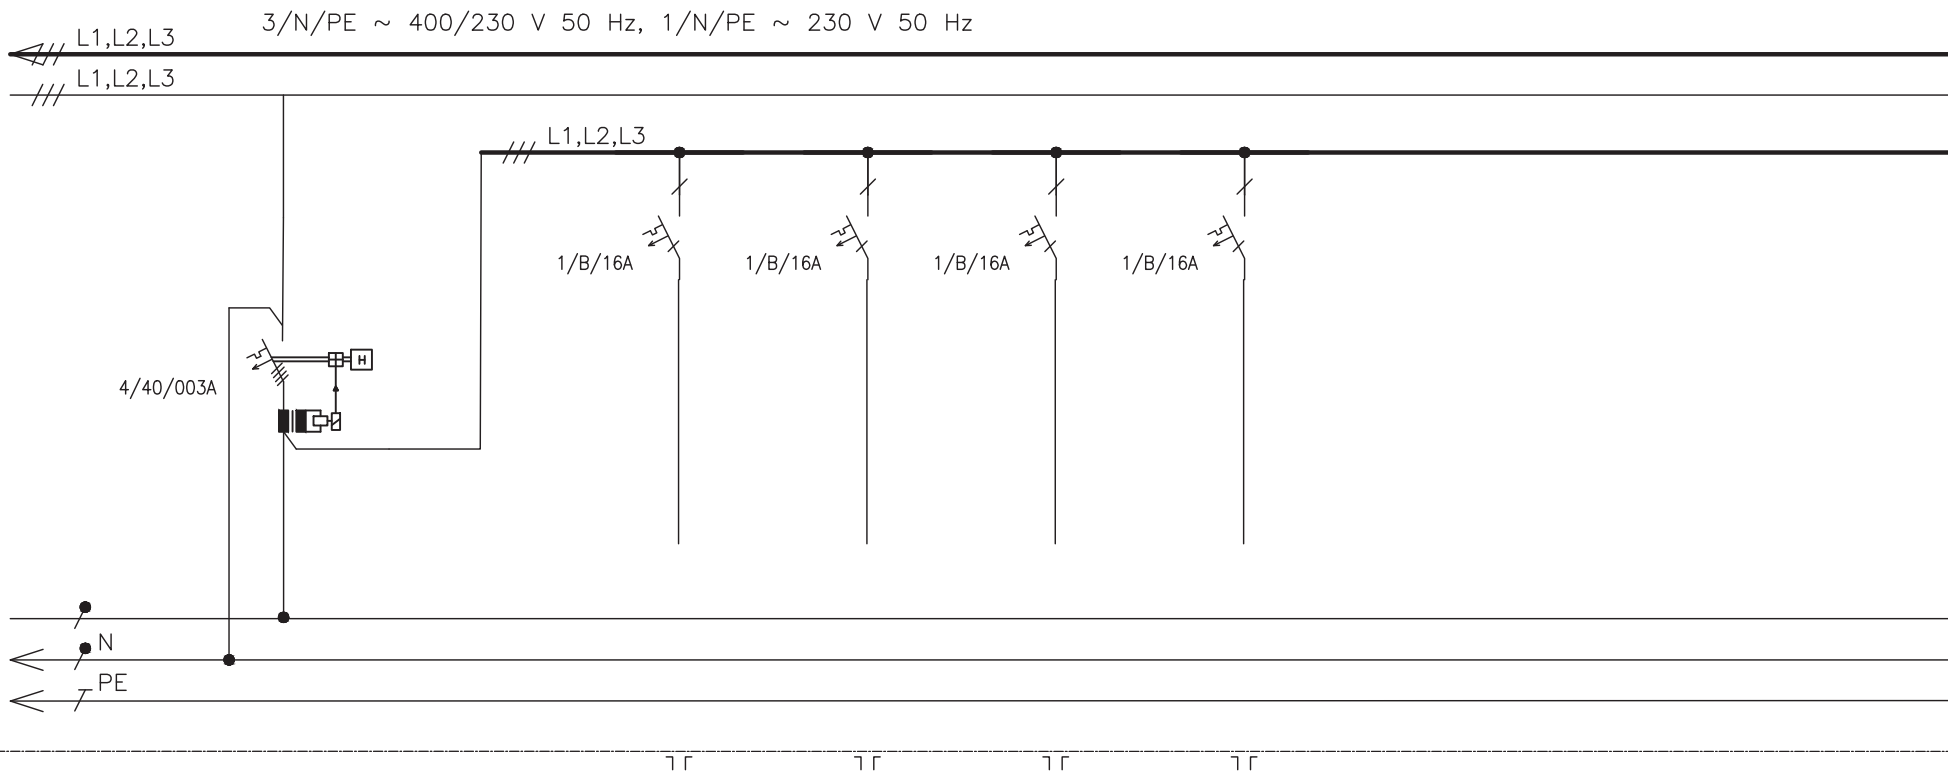 3/N/PE ~ 400/230 V 50 Hz, 1/N/PE ~ 230 V 50 Hz
L1,L2,L3
L1,L2,L3
L1,L2,L3
1/B/16A 1/B/16A 1/B/16A 1/B/16A
H
4/40/003A
N
PE